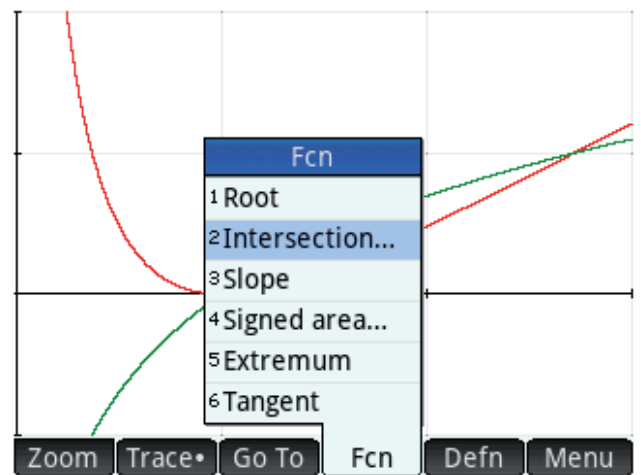 Fcn
1 Root
2 Intersection...
3 Slope
4 Signed area...
5 Extremum
6 Tangent
Zoom Trace• Go To Fcn Defn Menu